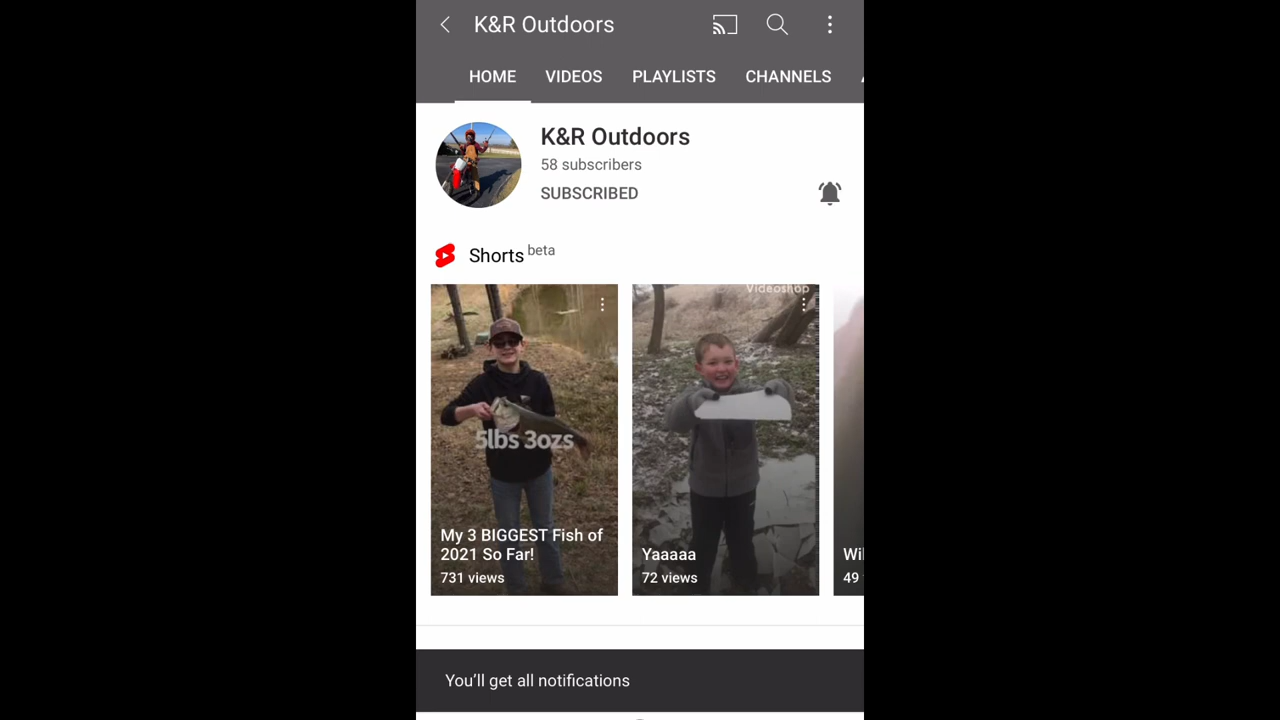 K&R Outdoors
HOME VIDEOS PLAYLISTS CHANNELS
K&R Outdoors
58 subscribers
SUBSCRIBED
Shorts beta
Videoshop
5lbs 3ozs
My 3 BIGGEST Fish of
2021 So Far!
731 views
Yaaaaa
72 views
49
You'll get all notifications